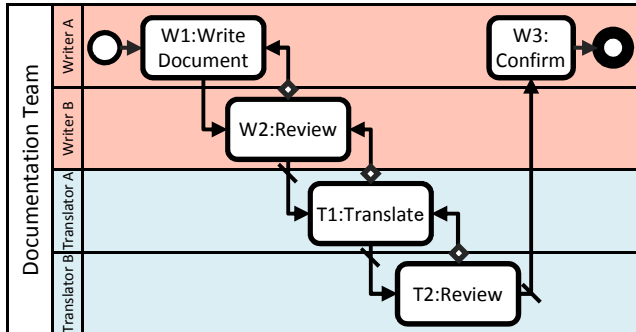 Documentation Team
Writer A
W1:Write
Document
W3:
Confirm
Writer B
W2:Review
Translator A
T1:Translate
Translator B
T2:Review